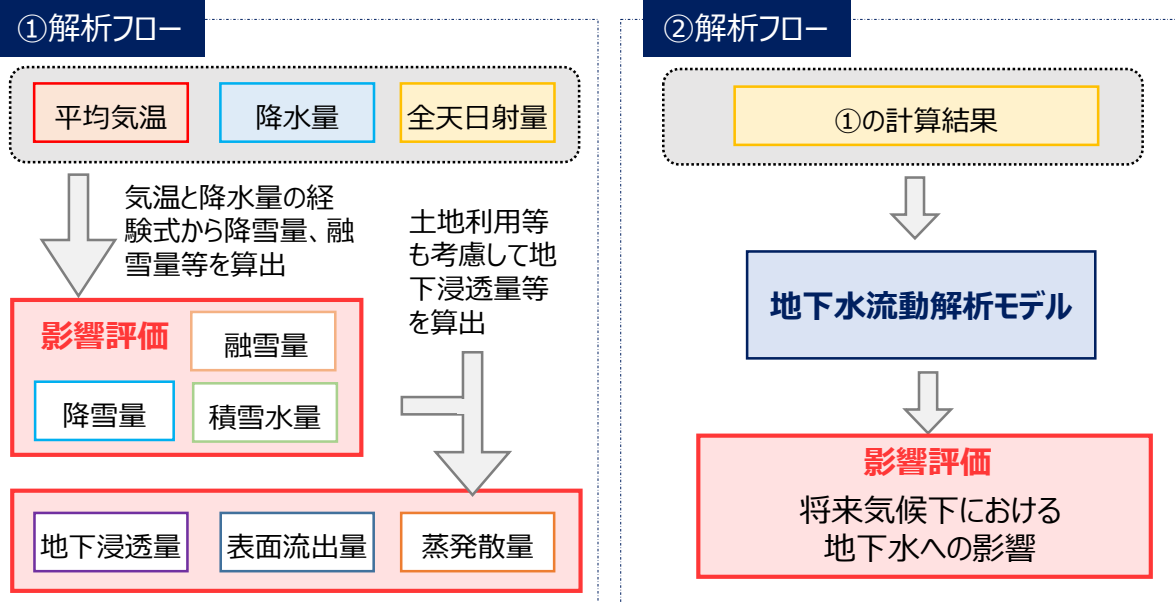 ①解析フロー
平均気温
降水量
全天日射量
気温と降水量の経
験式から降雪量、融
雪量等を算出
土地利用等
も考慮して地
下浸透量等
を算出
影響評価
融雪量
降雪量
積雪水量
地下浸透量
表面流出量
蒸発散量
②解析フロー
①の計算結果
地下水流動解析モデル
影響評価
将来気候下における
地下水への影響